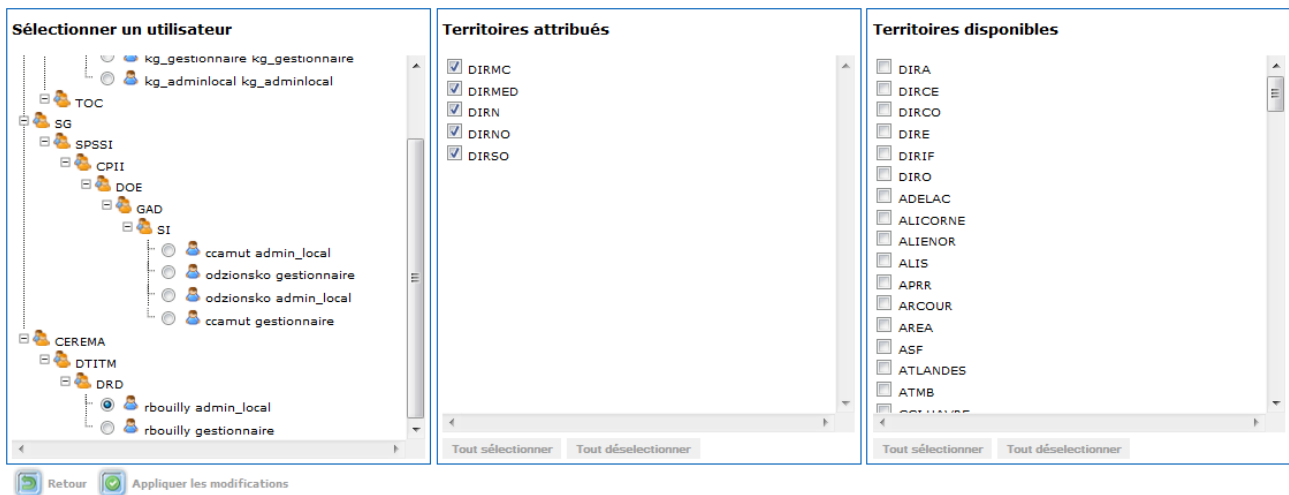 Sélectionner un utilisateur
kg_gestionnaire kg_gestionnaire
kg_adminlocal kg_adminlocal
TOC
SG
SPSSI
CPII
DOE
GAD
SI
ccamut admin_local
odzionsko gestionnaire
odzionsko admin_local
ccamut gestionnaire
CEREMA
DTITM
DRD
rbouilly admin_local
rbouilly gestionnaire
Territoires attribués
DIRMC
DIRMED
DIRN
DIRNO
DIRSO
Tout sélectionner Tout déselectionner
Territoires disponibles
DIRA
DIRCE
DIRCO
DIRE
DIRIF
DIRO
ADELAC
ALICORNE
ALIENOR
ALIS
APRR
ARCOUR
AREA
ASF
ATLANDES
ATMB
Tout sélectionner Tout déselectionner
Retour Appliquer les modifications